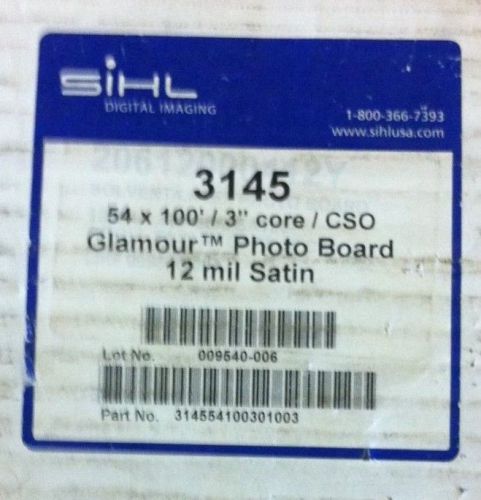 SiHL
DIGITAL IMAGING
1-800-366-7393
www.sihlusa.com
3145
54 x 100' / 3" core / CSO
Glamour™ Photo Board
12 mil Satin
Lot No. 009540-006
Part No. 314554100301003